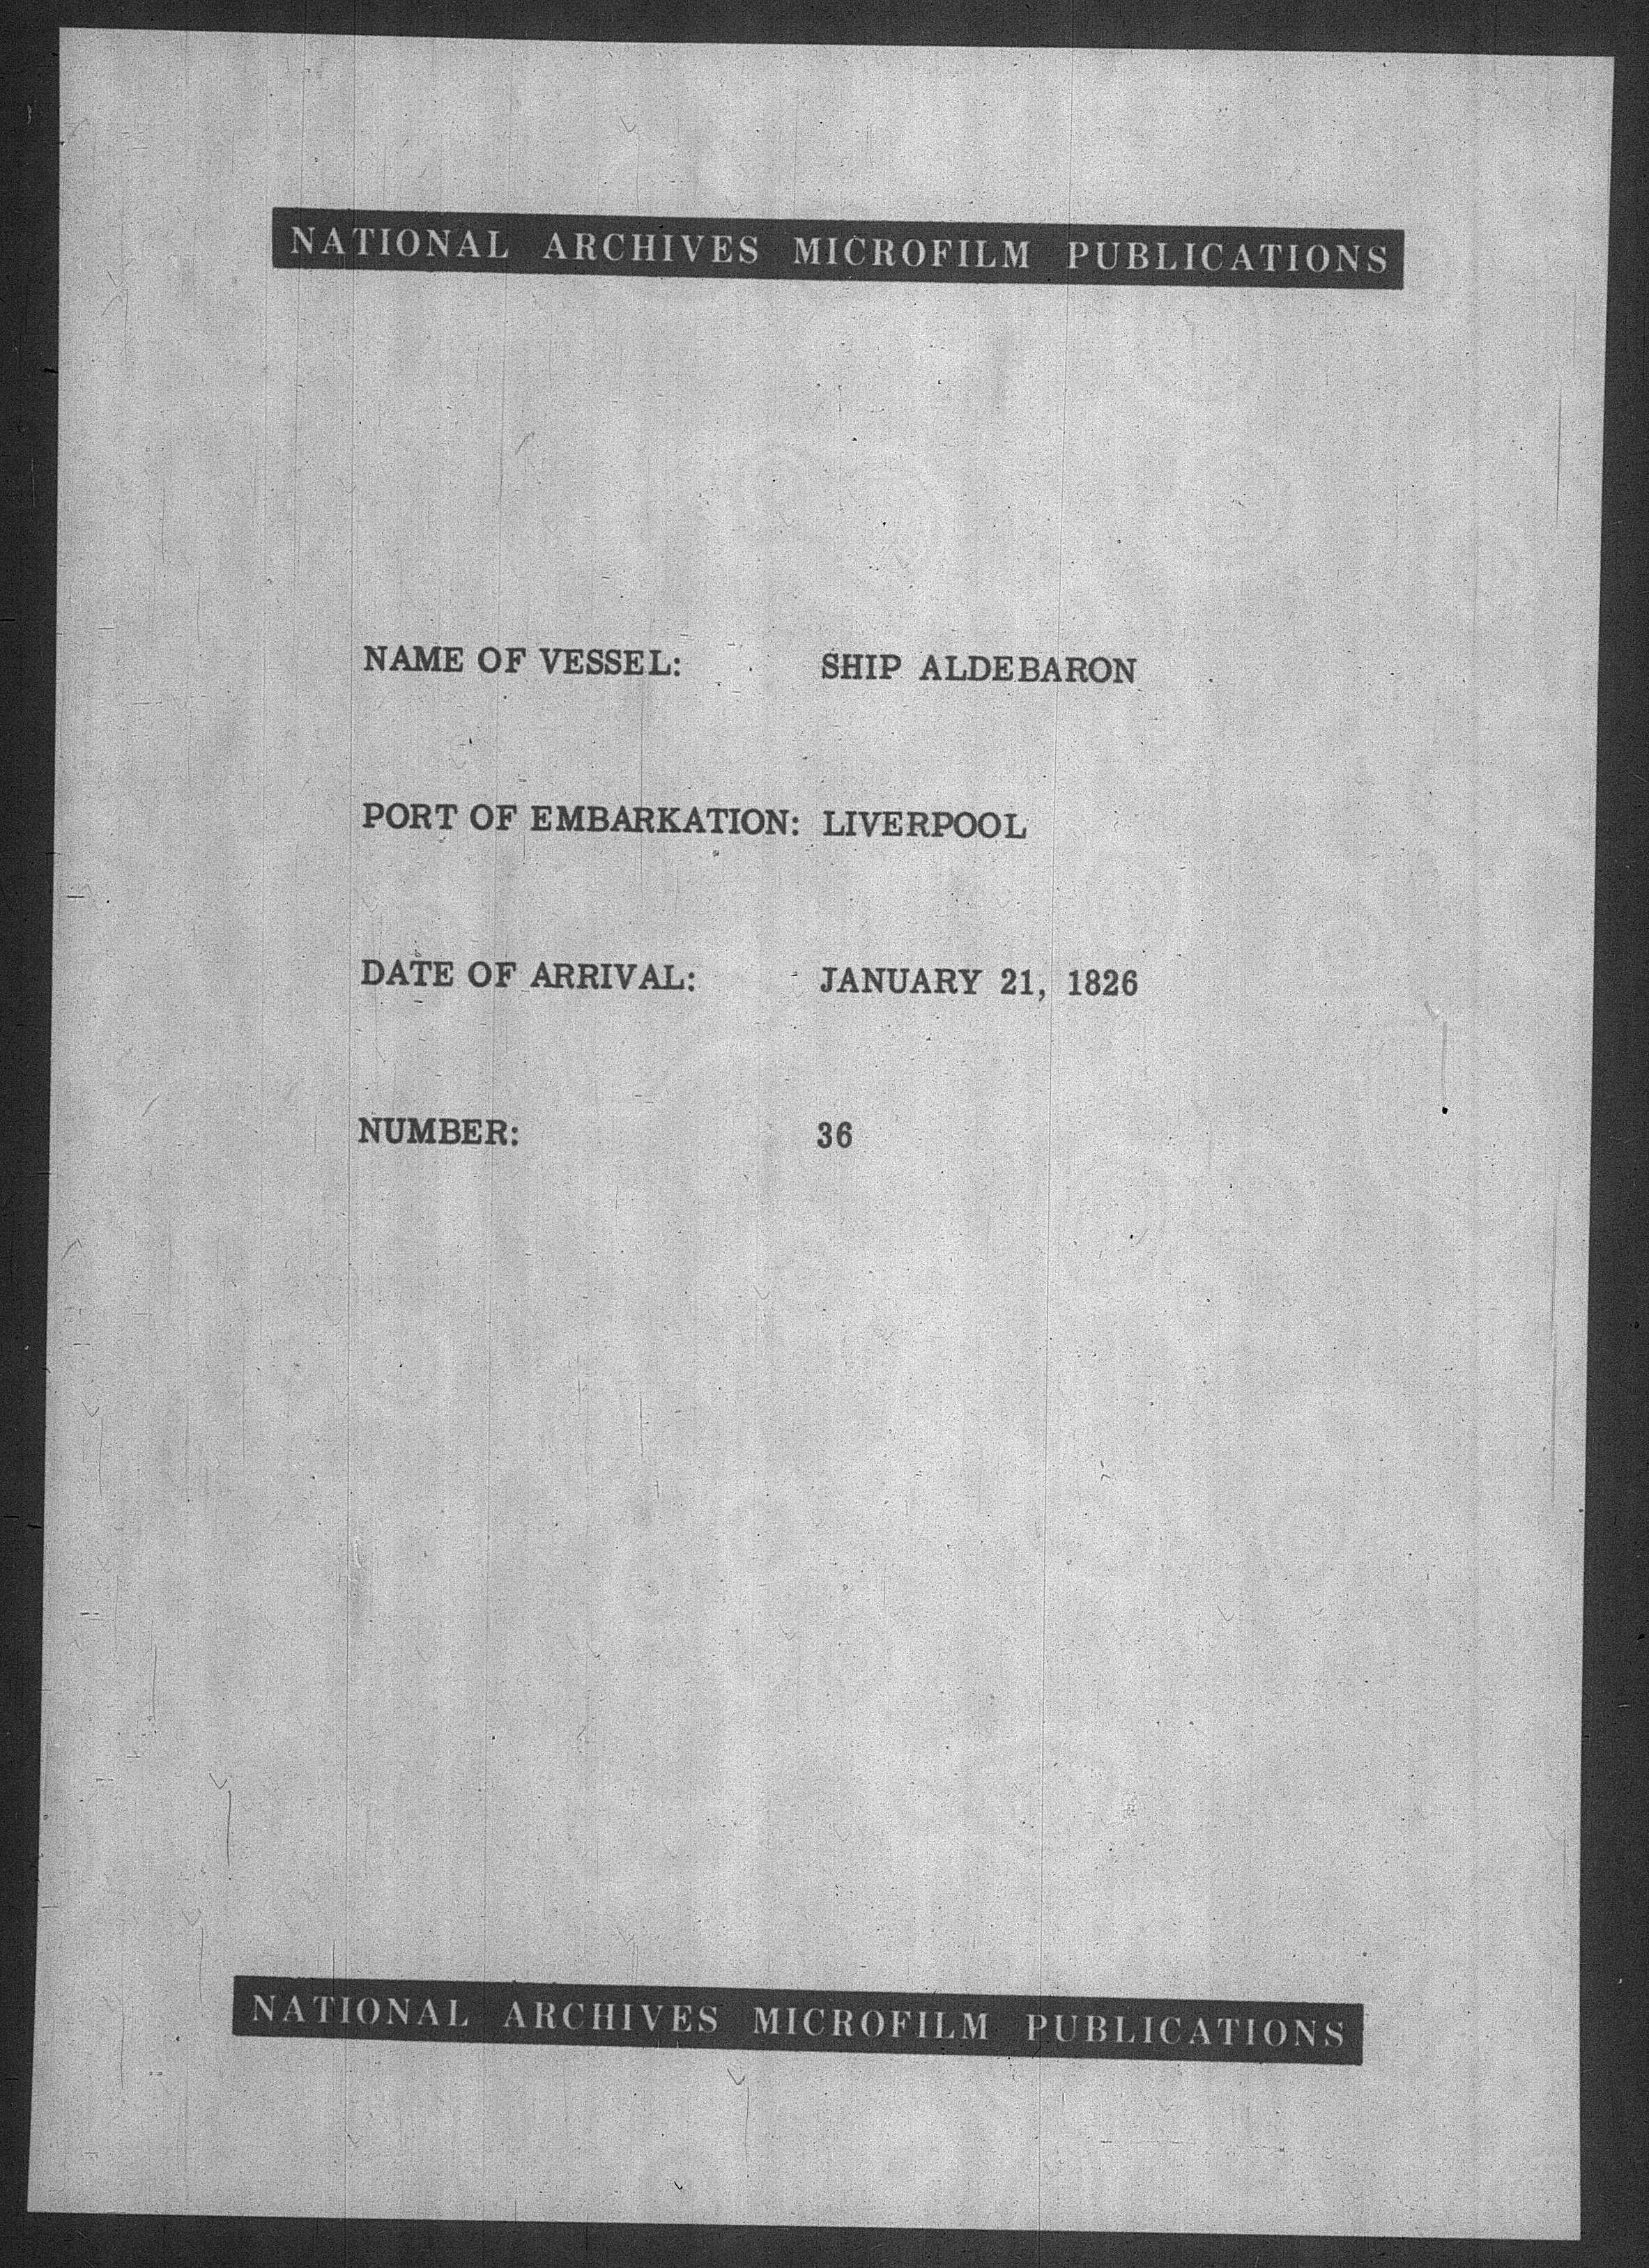 NATIONAL ARCHIVES MICROFILM PUBLICATIONS
NAME OF VESSEL: SHIP ALDEBARON
PORT OF EMBARKATION: LIVERPOOL
DATE OF ARRIVAL: JANUARY 21, 1826
NUMBER: 36
NATIONAL ARCHIVES MICROFILM PUBLICATIONS